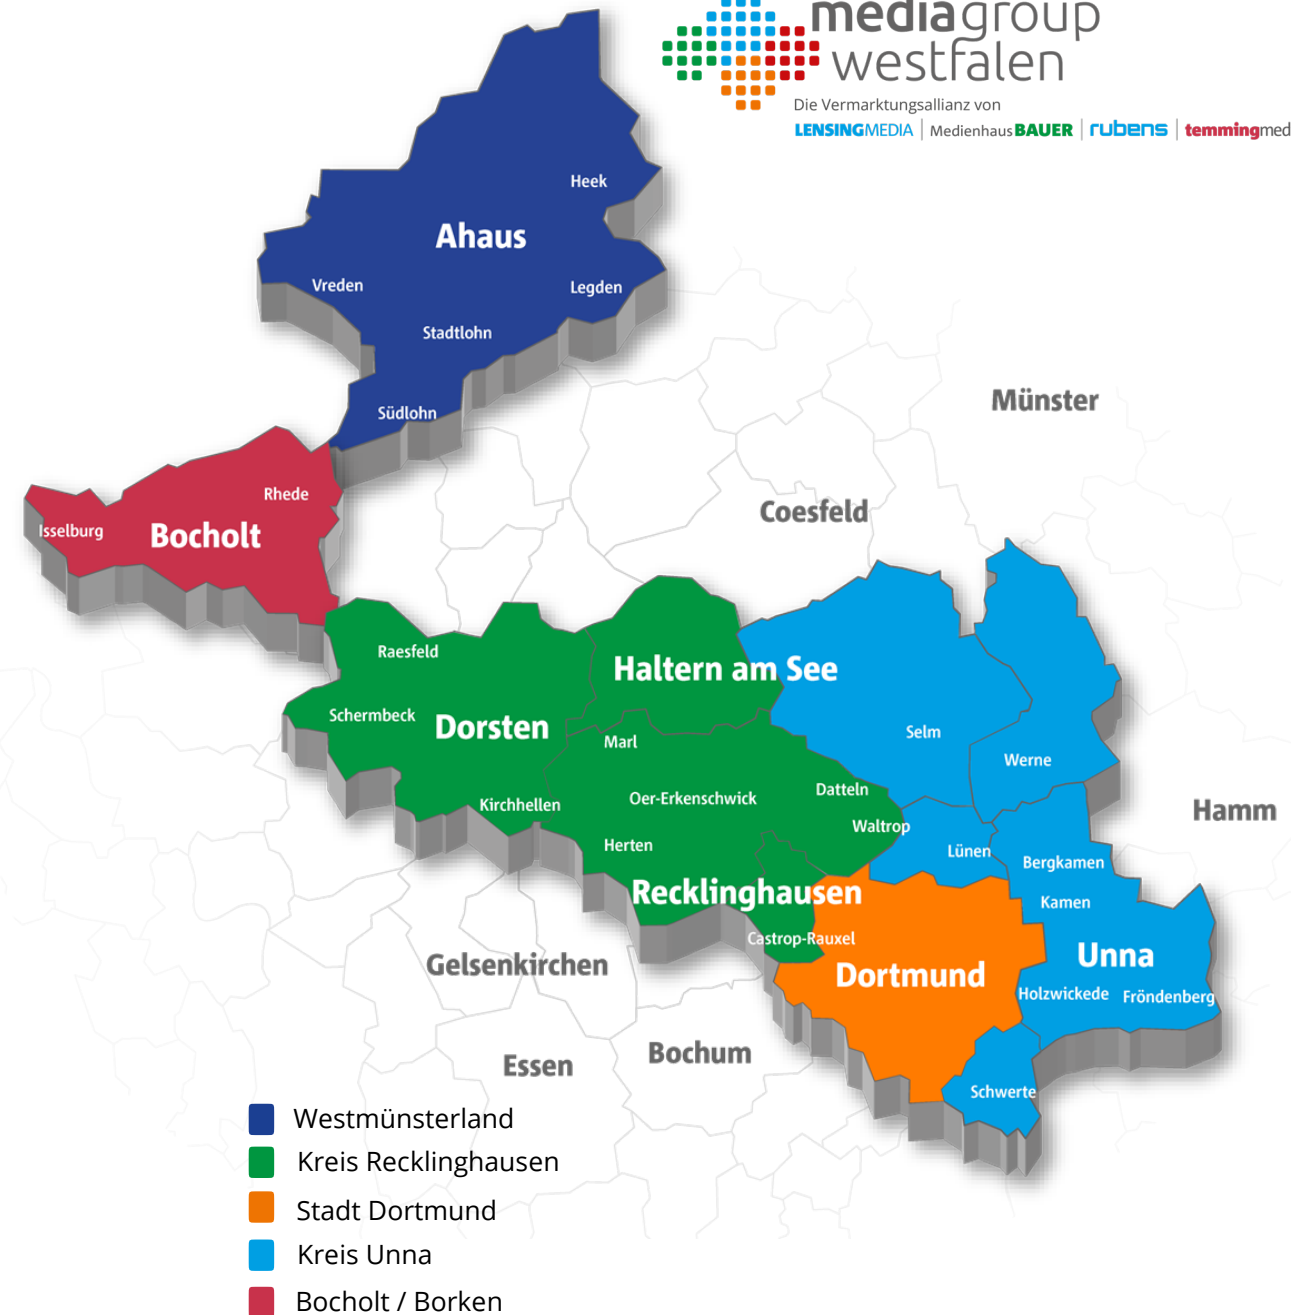 mediagroup
westfalen
Die Vermarktungsallianz von
LENSINGMEDIA | Medienhaus BAUER | rubens | temmingmed
Heek
Ahaus
Vreden
Legden
Stadtlohn
Münster
Südlohn
Rhede
Coesfeld
Isselburg
Bocholt
Raesfeld
Haltern am See
Schermbeck
Dorsten
Selm
Marl
Werne
Datteln
Oer-Erkenschwick
Kirchhellen
Hamm
Waltrop
Herten
Lünen
Bergkamen
Recklinghausen
Kamen
Castrop-Rauxel
Unna
Gelsenkirchen
Dortmund
Holzwickede
Fröndenberg
Bochum
Essen
Schwerte
Westmünsterland
Kreis Recklinghausen
Stadt Dortmund
Kreis Unna
Bocholt / Borken